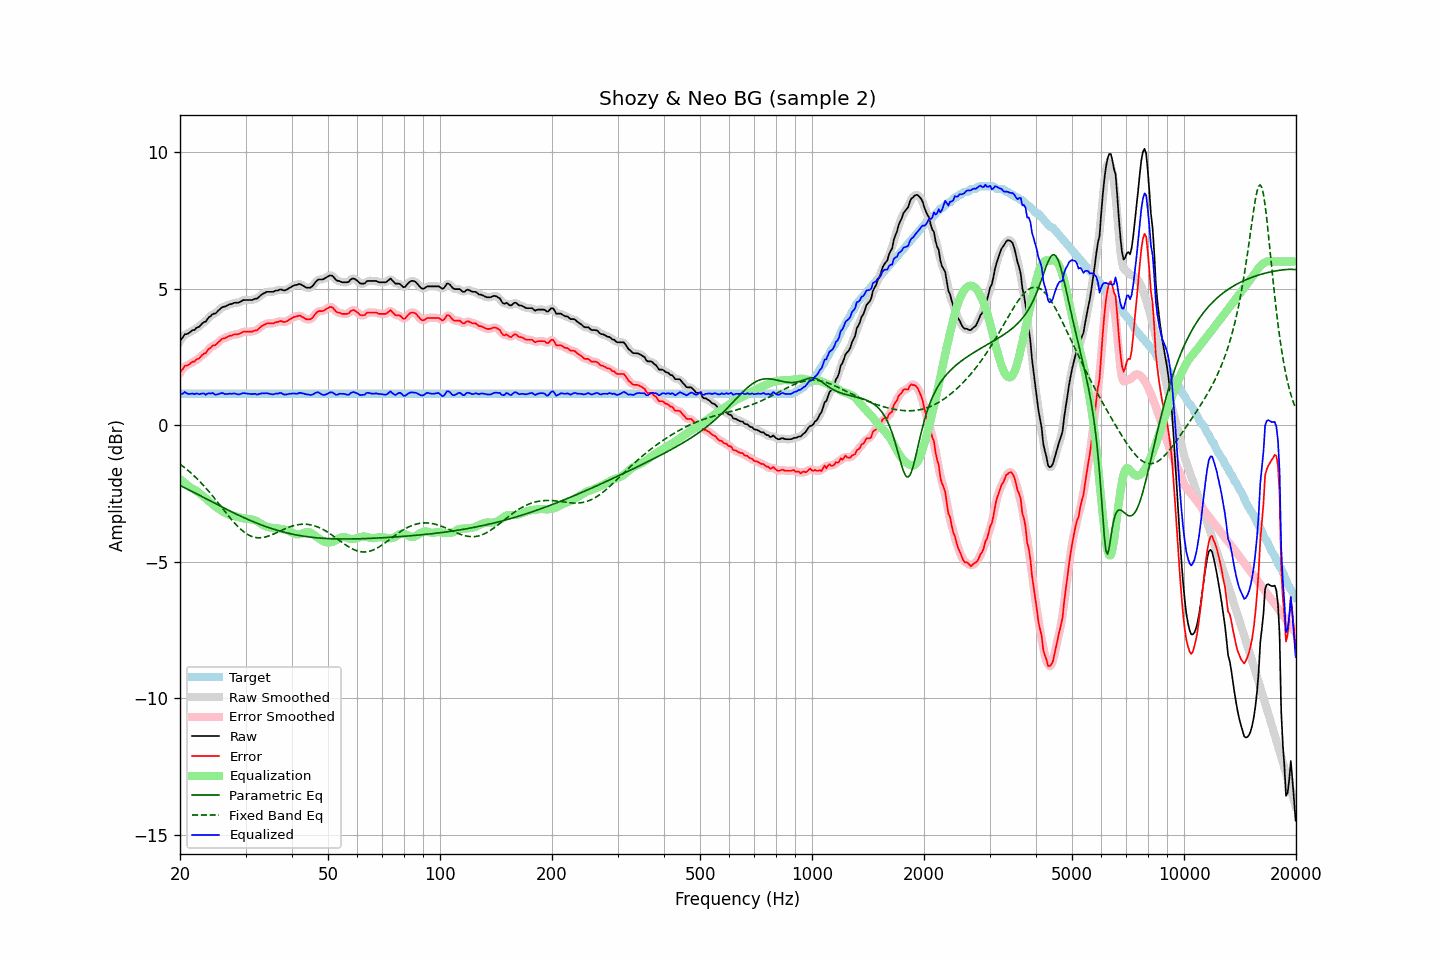 Shozy & Neo BG (sample 2)
Amplitude (dBr)
10
5
0
−5
−10
−15
Target
Raw Smoothed
Error Smoothed
Raw
Error
Equalization
Parametric Eq
Fixed Band Eq
Equalized
20 50 100 200 500 1000 2000 5000 10000 20000
Frequency (Hz)